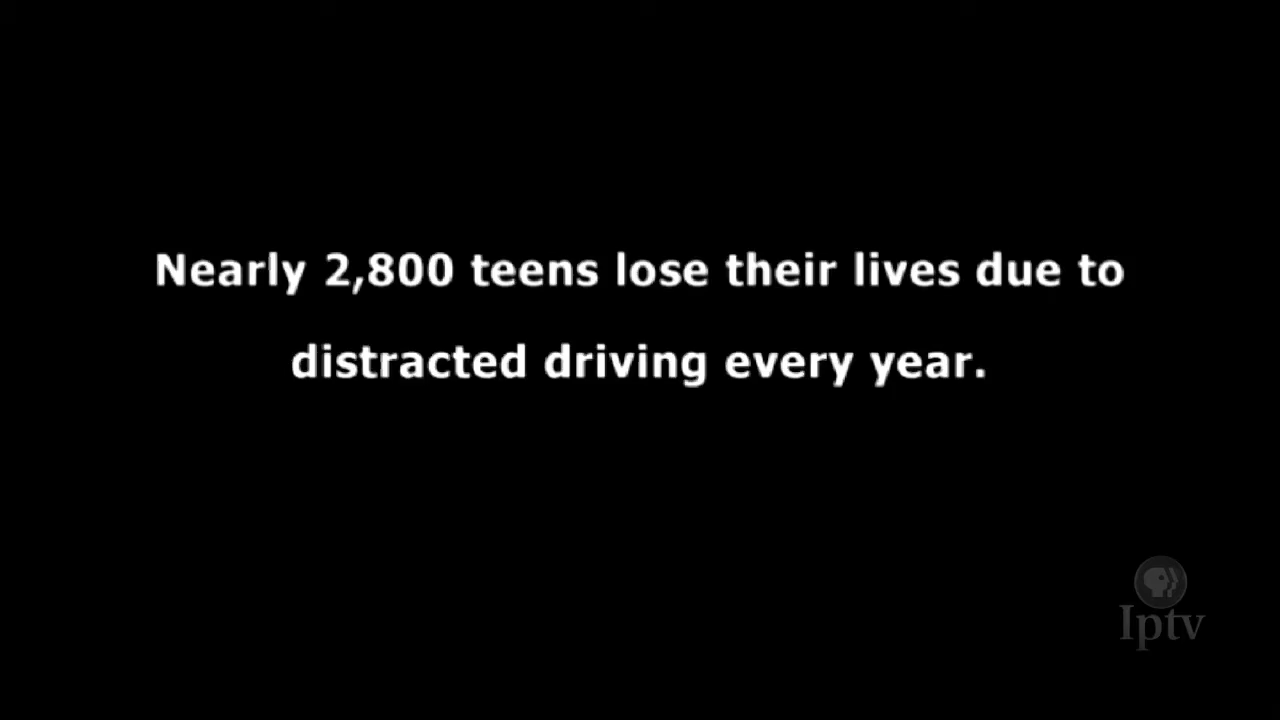 Nearly 2,800 teens lose their lives due to
distracted driving every year.
Iptv